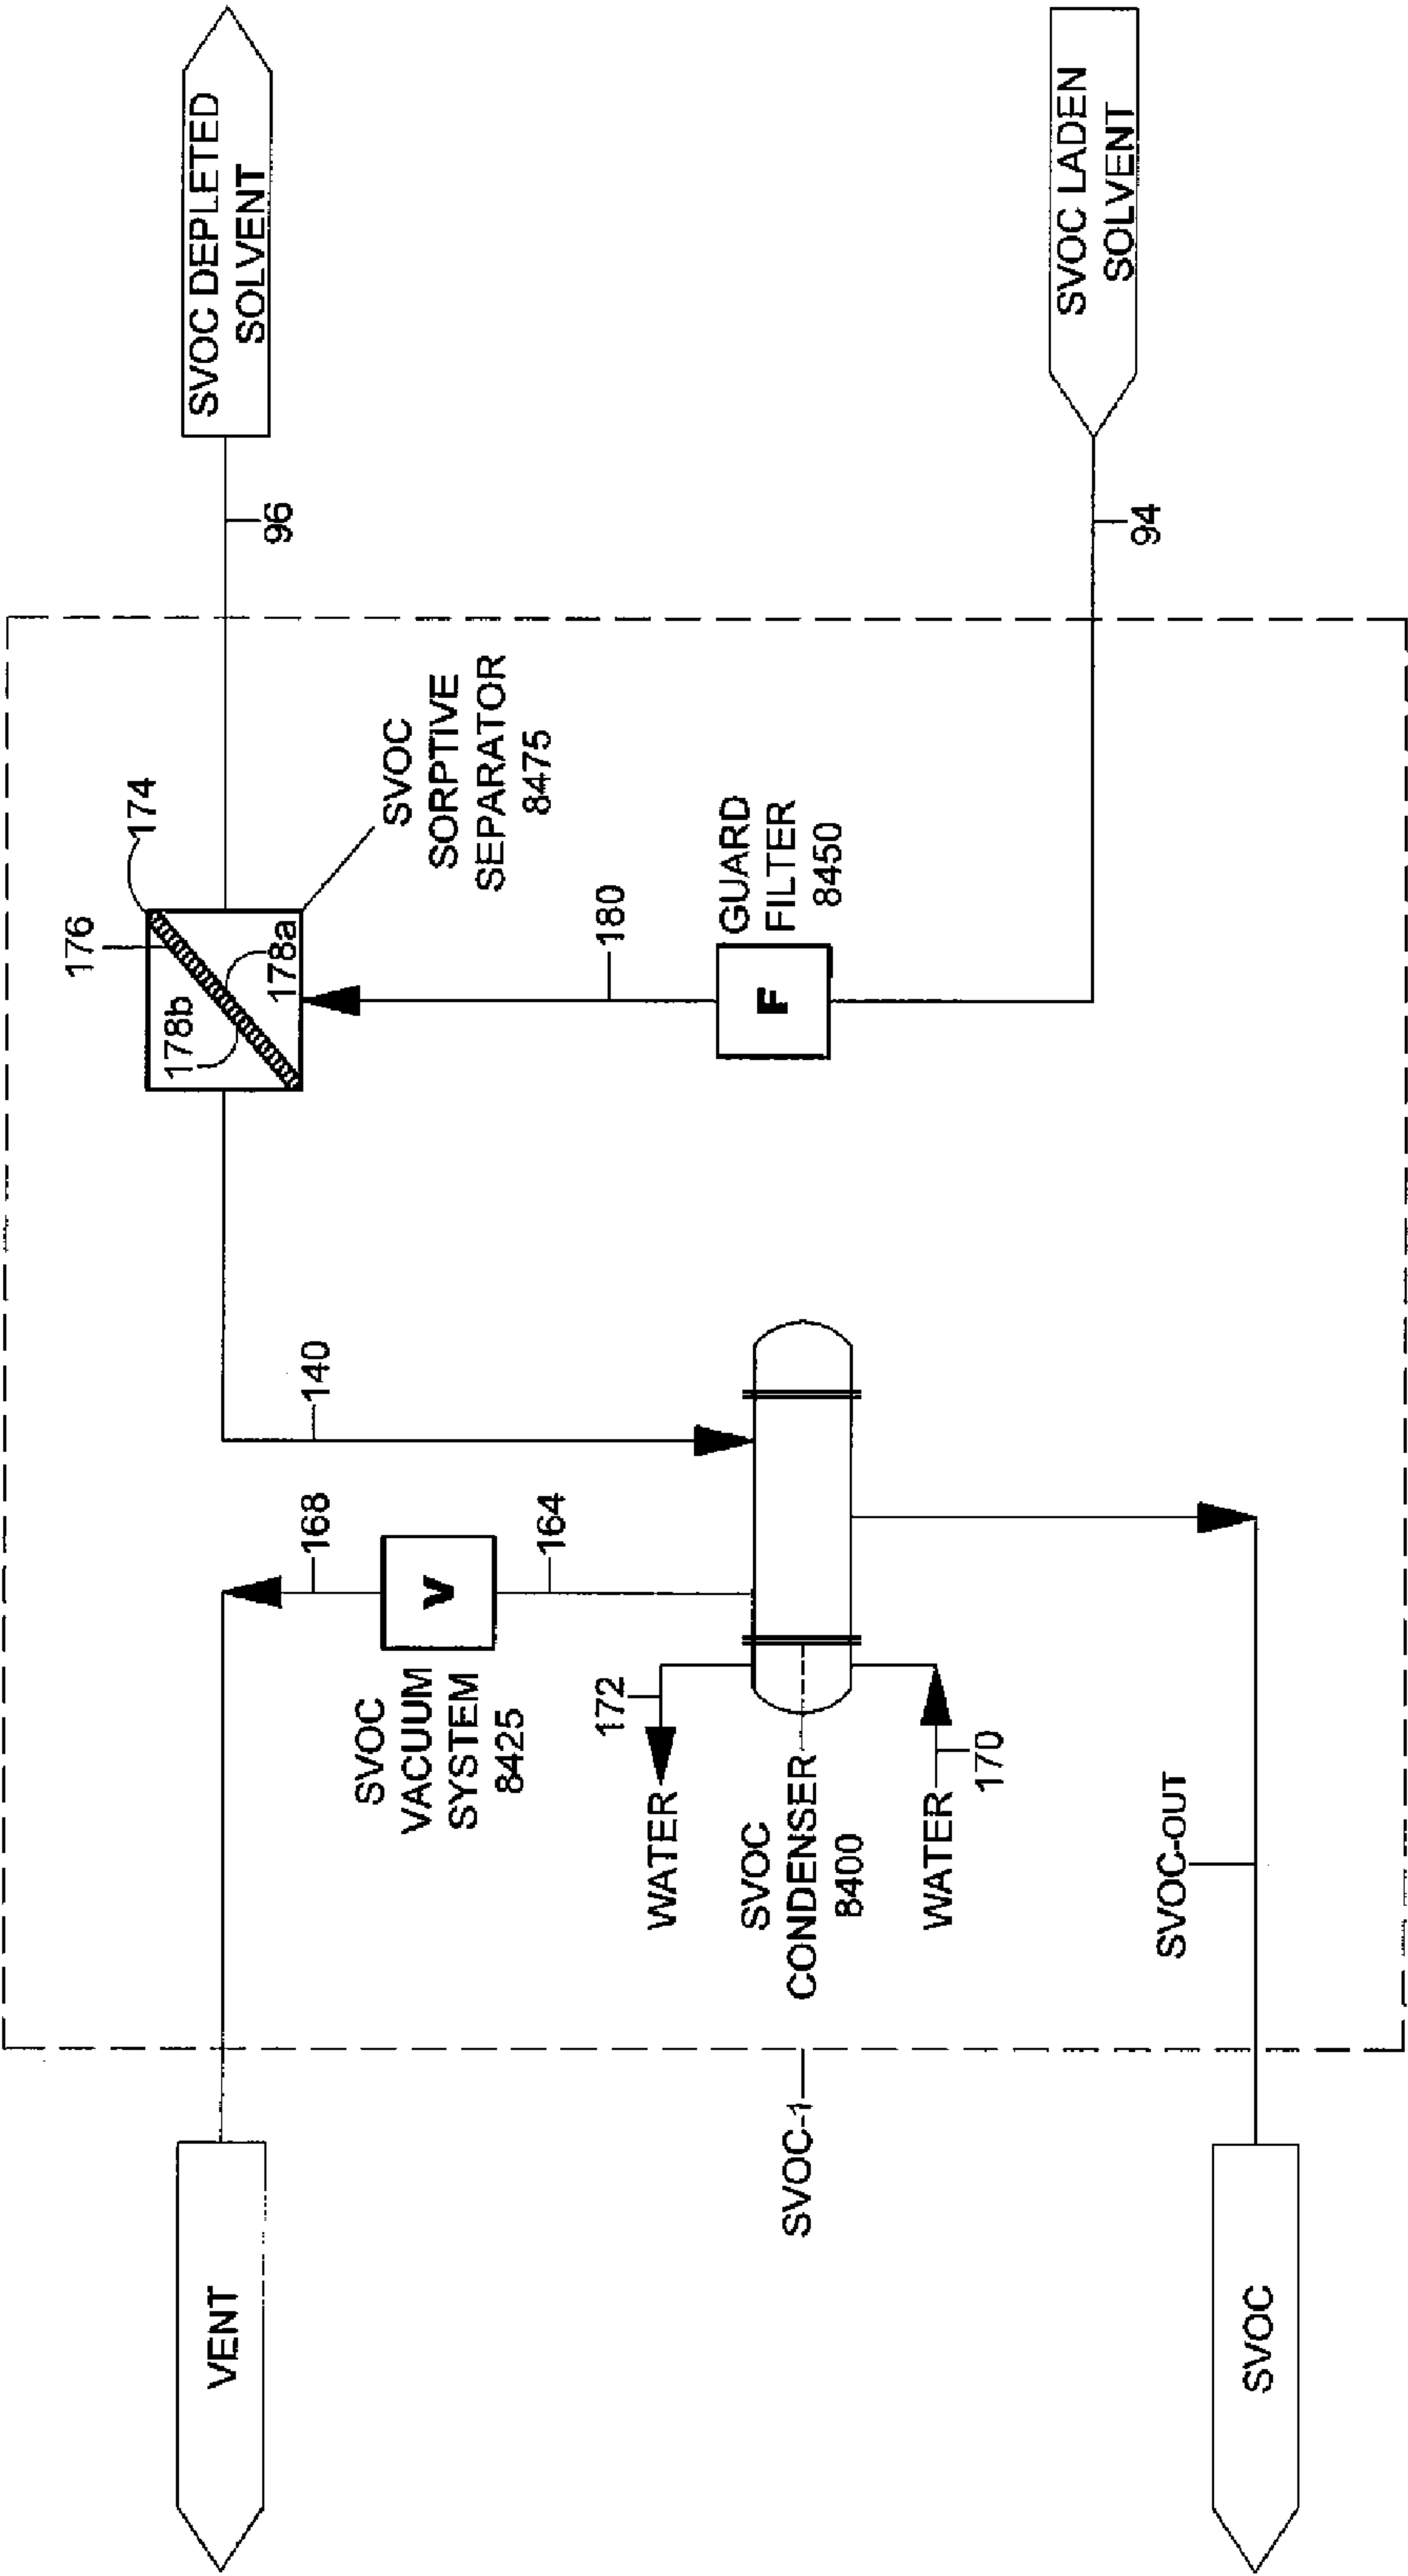 VENT
168
SVOC
VACUUM
SYSTEM
8425
V
164
140
176
174
178b
178a
SVOC
SORPTIVE
SEPARATOR
8475
96
SVOC DEPLETED
SOLVENT
SVOC-1
172
WATER
SVOC
CONDENSER
8400
WATER
170
180
GUARD
FILTER
8450
F
94
SVOC LADEN
SOLVENT
SVOC-OUT
SVOC